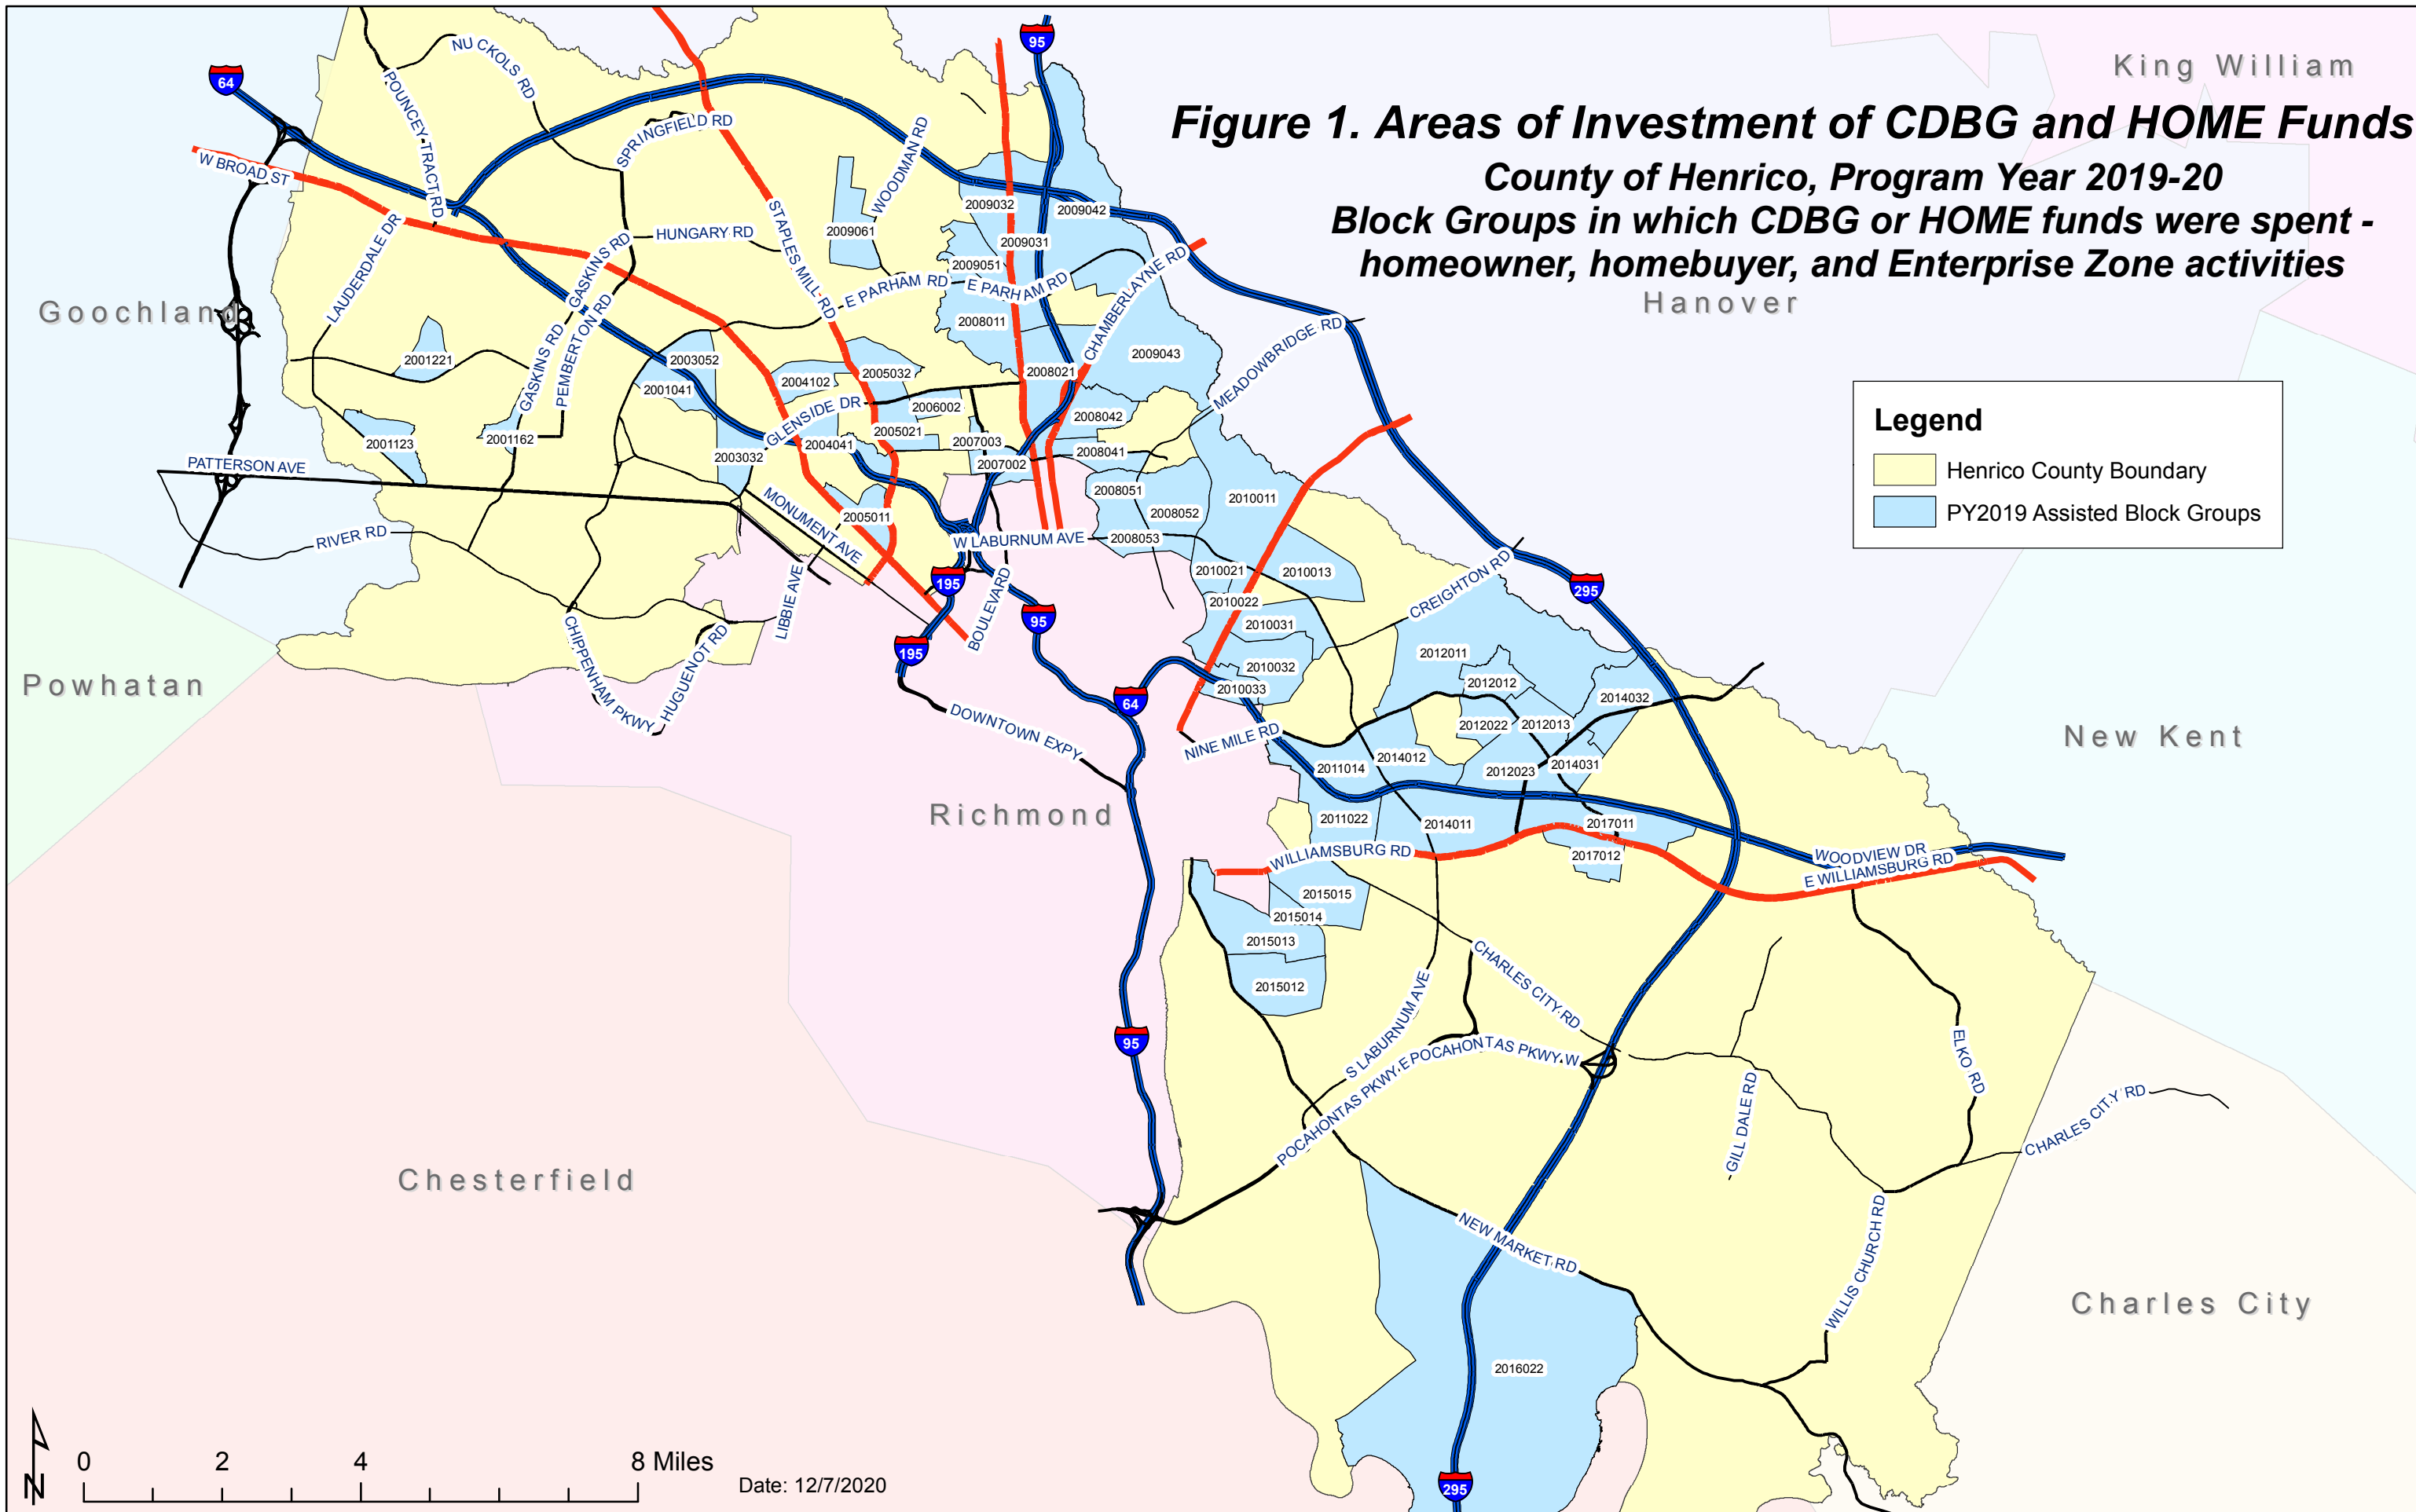 Figure 1. Areas of Investment of CDBG and HOME Funds
County of Henrico, Program Year 2019-20
Block Groups in which CDBG or HOME funds were spent -
homeowner, homebuyer, and Enterprise Zone activities
King William
Hanover
Goochland
Powhatan
Richmond
Chesterfield
New Kent
Charles City
Legend
Henrico County Boundary
PY2019 Assisted Block Groups
64
95
NUCKOLS RD
POUNCEY TRACT RD
SPRINGFIELD RD
W BROAD ST
WOODMAN RD
LAUDERDALE DR
GASKINS RD
HUNGARY RD
STAPLES MILL RD
2009061
2009032
2009042
2009031
2009051
E PARHAM RD
E PARHAM RD
CHAMBERLAYNE RD
2008011
MEADOWBRIDGE RD
2009043
GASKINS RD
PEMBERTON RD
2001221
2003052
2001041
2004102
2005032
2008021
GLENSIDE DR
2006002
2008042
2001123
2001162
2004041
2005021
2007003
2003032
2007002
2008041
PATTERSON AVE
MONUMENT AVE
2008051
2010011
2008052
2005011
RIVER RD
W LABURNUM AVE
2008053
LIBBIE AVE
195
BOULEVARD
2010021
2010013
CREIGHTON RD
295
2010022
95
2010031
CHIPPENHAM PKWY
HUGUENOT RD
195
2010032
2012011
2010033
2012012
64
2014032
DOWNTOWN EXPY
NINE MILE RD
2012022
2012013
2014012
2011014
2012023
2014031
2011022
2014011
2017011
WILLIAMSBURG RD
2017012
WOODVIEW DR
E WILLIAMSBURG RD
2015015
2015014
2015013
2015012
CHARLES CITY RD
S LABURNUM AVE
95
POCAHONTAS PKWY E
POCAHONTAS PKWY W
ELKO RD
GILL DALE RD
CHARLES CITY RD
NEW MARKET RD
WILLIS CHURCH RD
2016022
295
N
0
2
4
8 Miles
Date: 12/7/2020